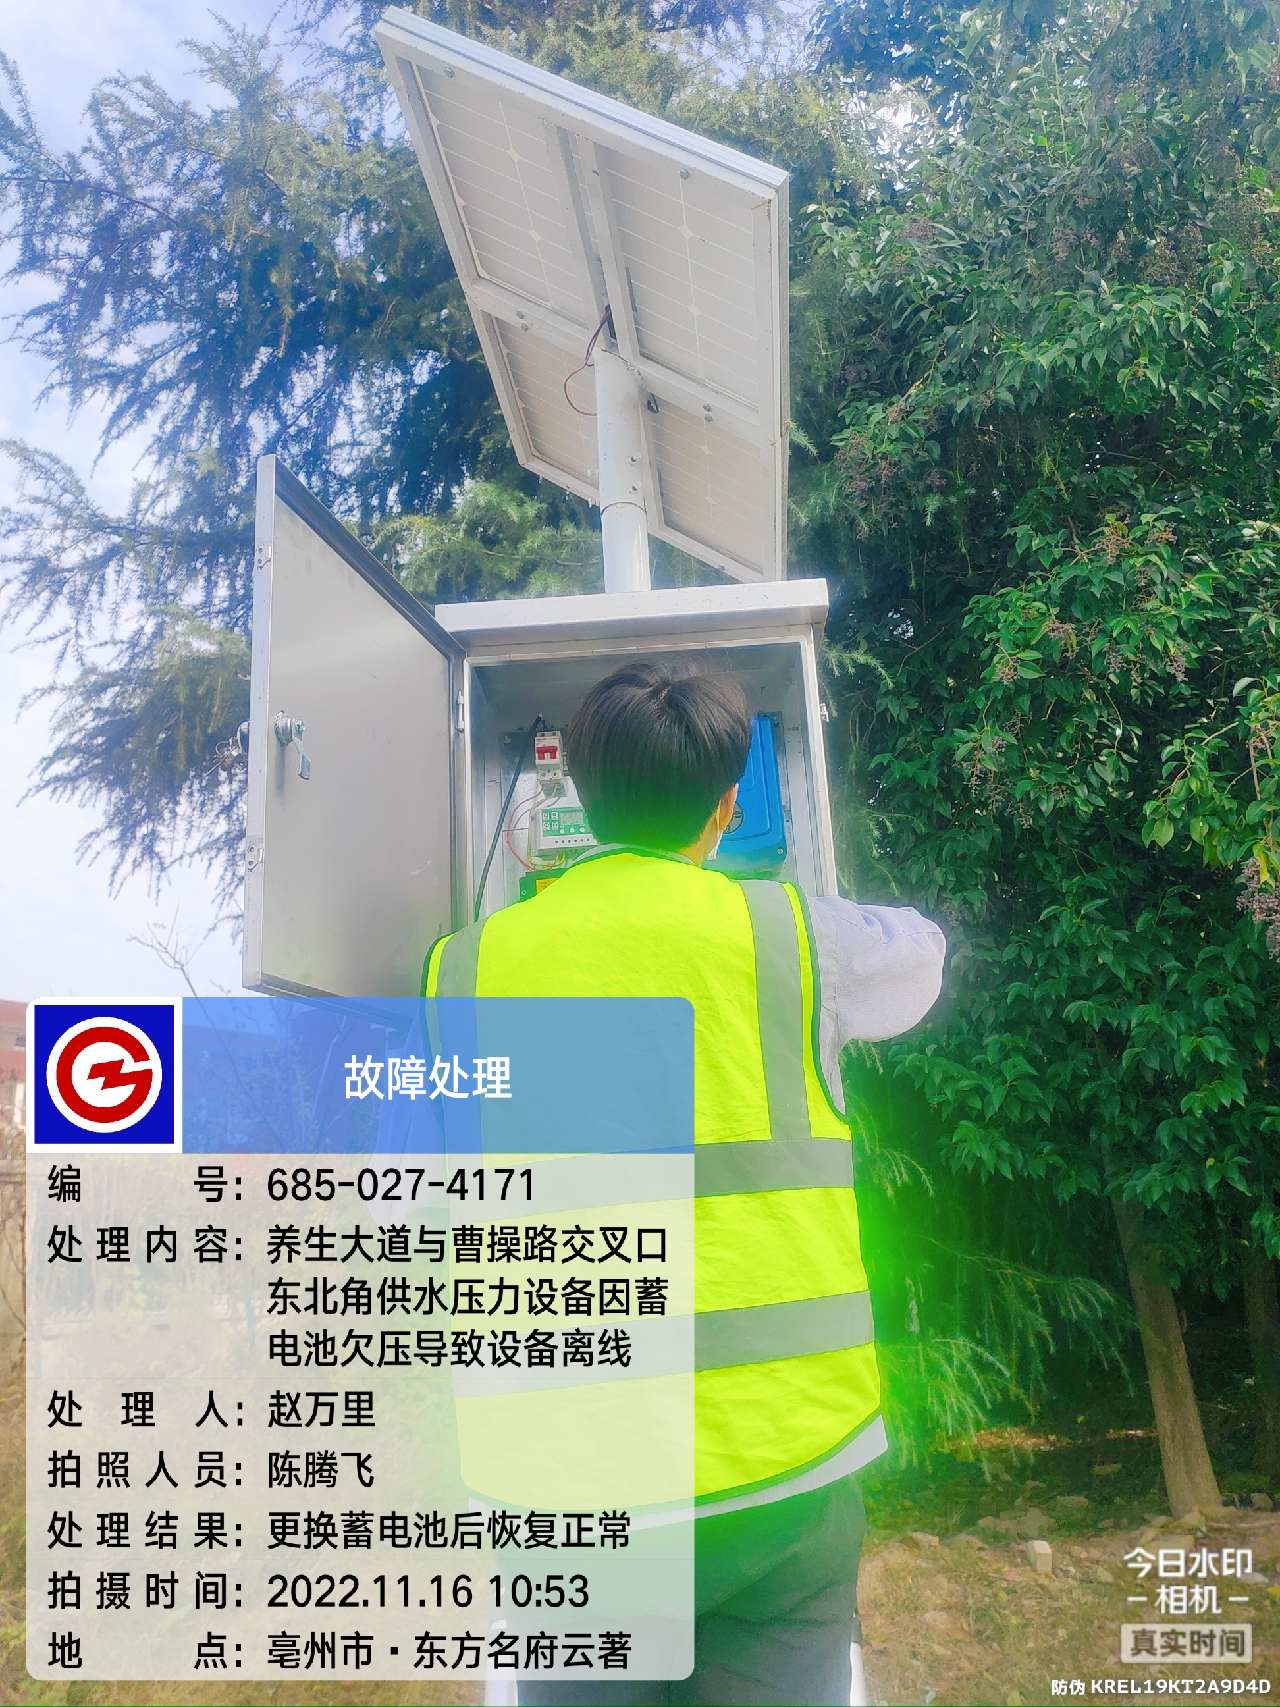 故障处理
编号：685-027-4171
处理内容：养生大道与曹操路交叉口
东北角供水压力设备因蓄
电池欠压导致设备离线
处理人：赵万里
拍照人员：陈腾飞
处理结果：更换蓄电池后恢复正常
拍摄时间：2022.11.16 10:53
地点：亳州市·东方名府云著
今日水印
相机
真实时间
防伪 KREL19KT2A9D4D